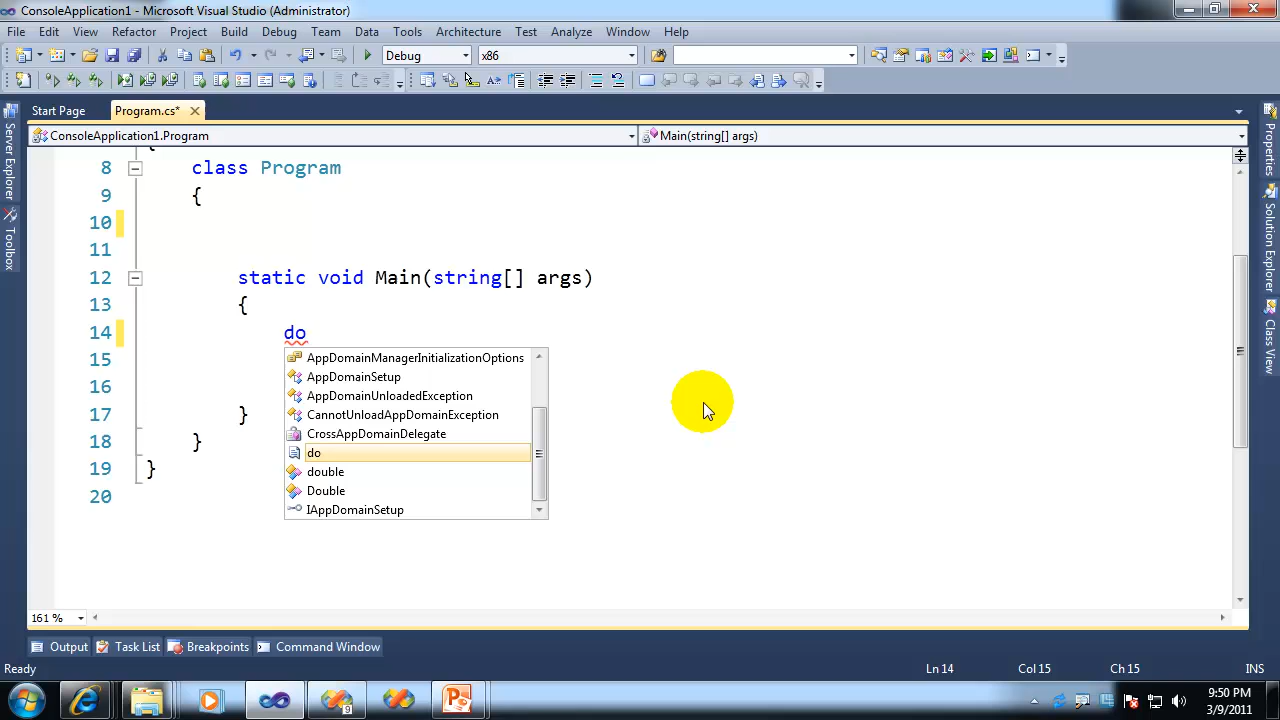 ConsoleApplication1 - Microsoft Visual Studio (Administrator)
File Edit View Refactor Project Build Debug Team Data Tools Architecture Test Analyze Window Help
Debug x86
Start Page Program.cs*
ConsoleApplication1.Program Main(string[] args)
Server Explorer
Toolbox
{
8 class Program
9 {
10
11
12 static void Main(string[] args)
13 {
14 do
15
16
17 }
18 }
19 }
20
AppDomainManagerInitializationOptions
AppDomainSetup
AppDomainUnloadedException
CannotUnloadAppDomainException
CrossAppDomainDelegate
do
double
Double
IAppDomainSetup
Properties
Solution Explorer
Class View
161 %
Output Task List Breakpoints Command Window
Ready Ln 14 Col 15 Ch 15 INS
9
9:50 PM
3/9/2011